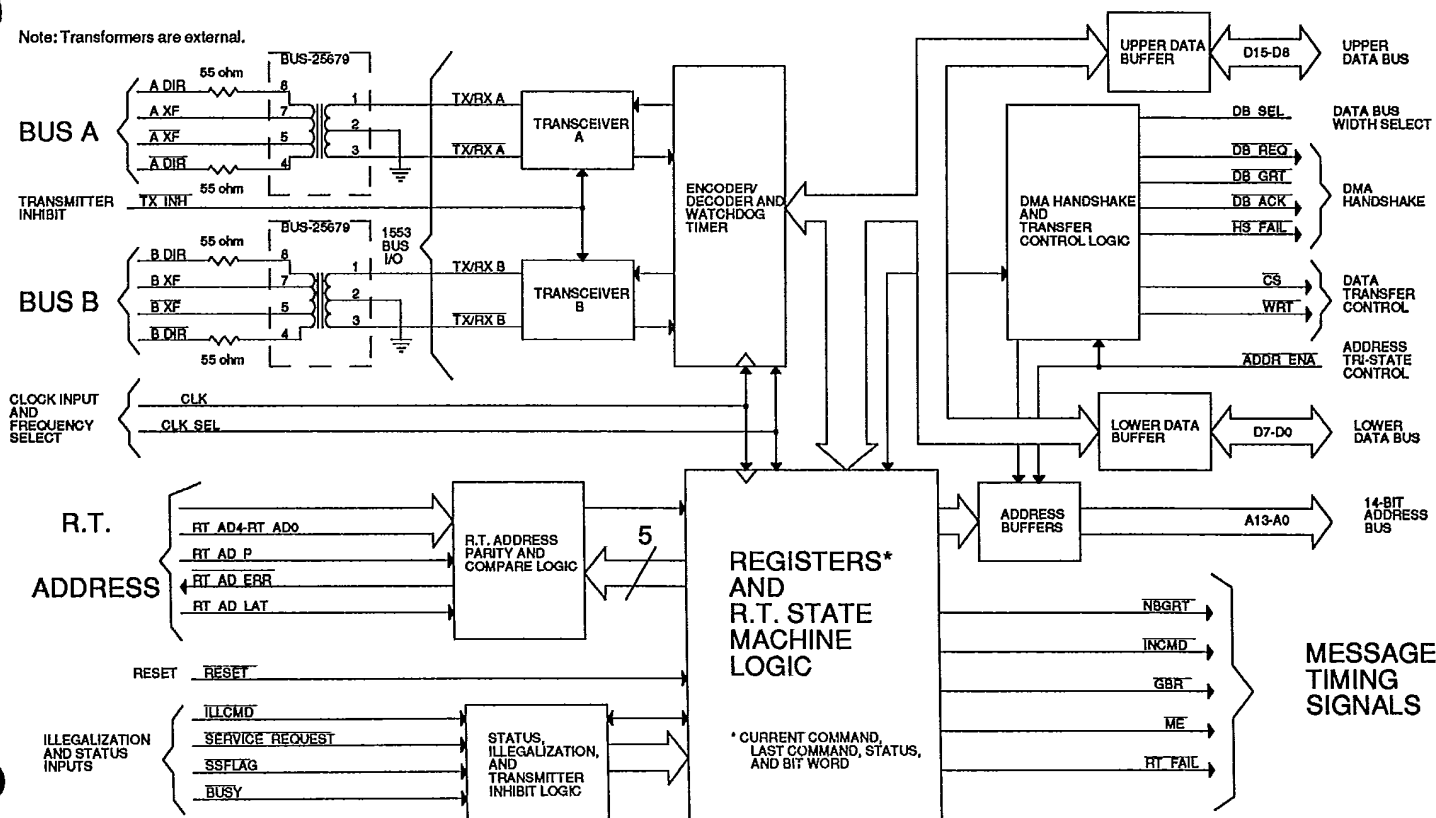 Note: Transformers are external.
BUS A
A DIR
A XF
A XF
A DIR
55 ohm
55 ohm
BUS-25679
8
7
5
4
1
2
3
TX/RX A
TX/RX A
TRANSCEIVER
A
TRANSMITTER
INHIBIT
TX INH
BUS B
B DIR
B XF
B XF
B DIR
55 ohm
55 ohm
BUS-25679
8
7
5
4
1
2
3
1553
BUS
I/O
TX/RX B
TX/RX B
TRANSCEIVER
B
ENCODER/
DECODER AND
WATCHDOG
TIMER
CLOCK INPUT
AND
FREQUENCY
SELECT
CLK
CLK SEL
UPPER DATA
BUFFER
D15-D8
UPPER
DATA BUS
DMA HANDSHAKE
AND
TRANSFER
CONTROL LOGIC
DB SEL
DATA BUS
WIDTH SELECT
DB REQ
DB GRT
DB ACK
HS FAIL
DMA
HANDSHAKE
CS
WRT
DATA
TRANSFER
CONTROL
ADDR ENA
ADDRESS
TRI-STATE
CONTROL
LOWER DATA
BUFFER
D7-D0
LOWER
DATA BUS
ADDRESS
BUFFERS
A13-A0
14-BIT
ADDRESS
BUS
R.T.
ADDRESS
RT AD4-RT AD0
RT AD P
RT AD ERR
RT AD LAT
R.T. ADDRESS
PARITY AND
COMPARE LOGIC
5
REGISTERS*
AND
R.T. STATE
MACHINE
LOGIC
* CURRENT COMMAND,
LAST COMMAND, STATUS,
AND BIT WORD
RESET
RESET
ILLEGALIZATION
AND STATUS
INPUTS
ILLCMD
SERVICE REQUEST
SSFLAG
BUSY
STATUS,
ILLEGALIZATION,
AND
TRANSMITTER
INHIBIT LOGIC
NBGRT
INCMD
GBR
ME
RT FAIL
MESSAGE
TIMING
SIGNALS